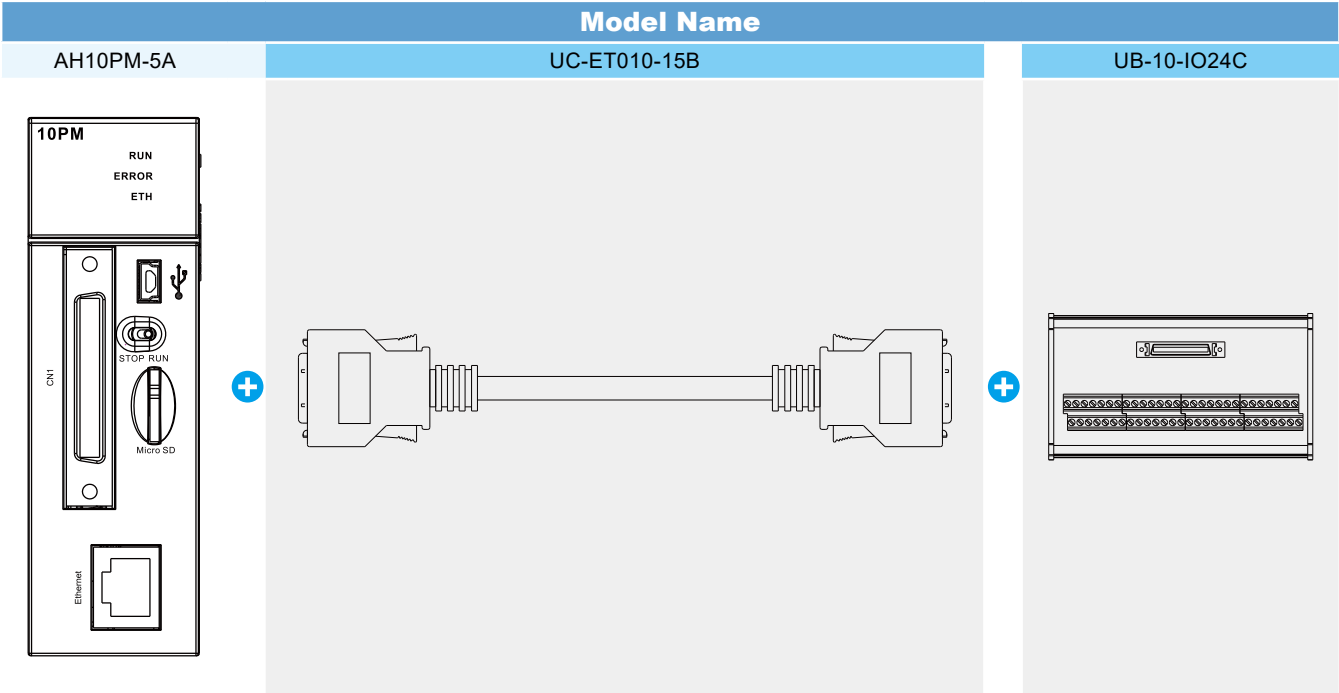 Model Name
AH10PM-5A
UC-ET010-15B
UB-10-IO24C
10PM
RUN
ERROR
ETH
CN1
STOP RUN
Micro SD
Ethernet